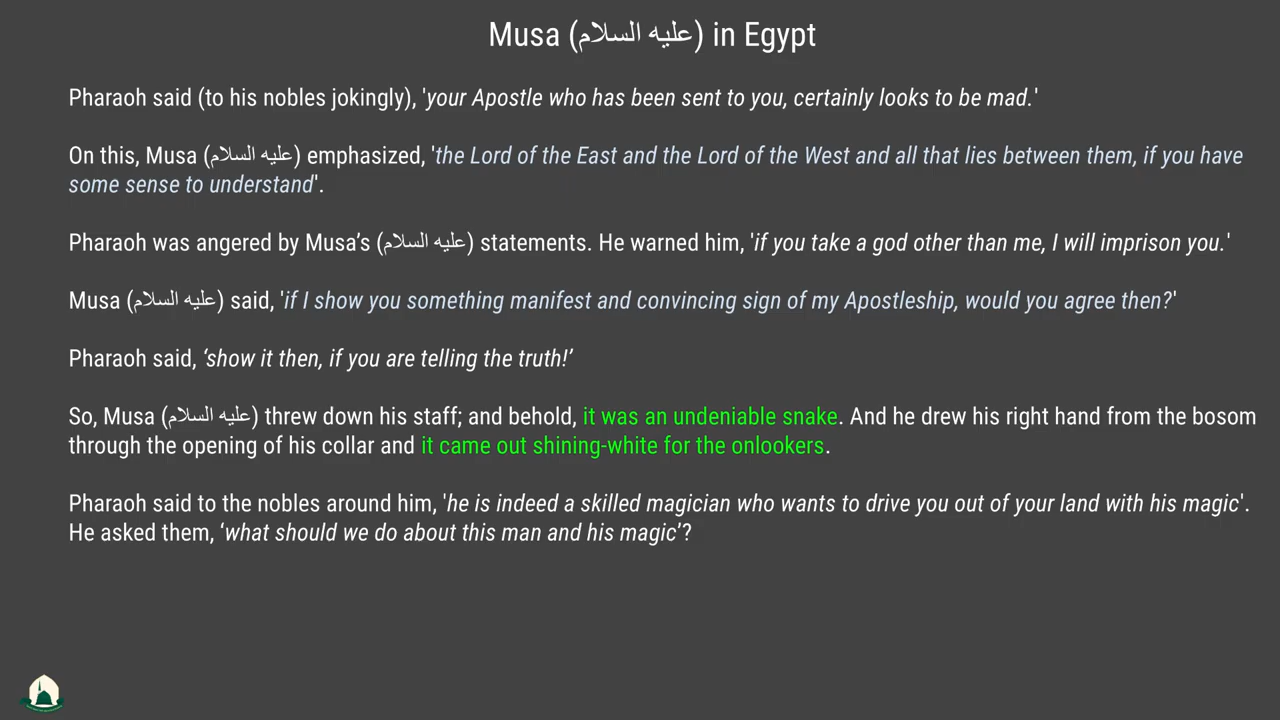 Musa (عليه السلام) in Egypt
Pharaoh said (to his nobles jokingly), 'your Apostle who has been sent to you, certainly looks to be mad.'
On this, Musa (عليه السلام) emphasized, 'the Lord of the East and the Lord of the West and all that lies between them, if you have
some sense to understand'.
Pharaoh was angered by Musa’s (عليه السلام) statements. He warned him, 'if you take a god other than me, I will imprison you.'
Musa (عليه السلام) said, 'if I show you something manifest and convincing sign of my Apostleship, would you agree then?'
Pharaoh said, ‘show it then, if you are telling the truth!’
So, Musa (عليه السلام) threw down his staff; and behold, it was an undeniable snake. And he drew his right hand from the bosom
through the opening of his collar and it came out shining-white for the onlookers.
Pharaoh said to the nobles around him, 'he is indeed a skilled magician who wants to drive you out of your land with his magic'.
He asked them, ‘what should we do about this man and his magic’?